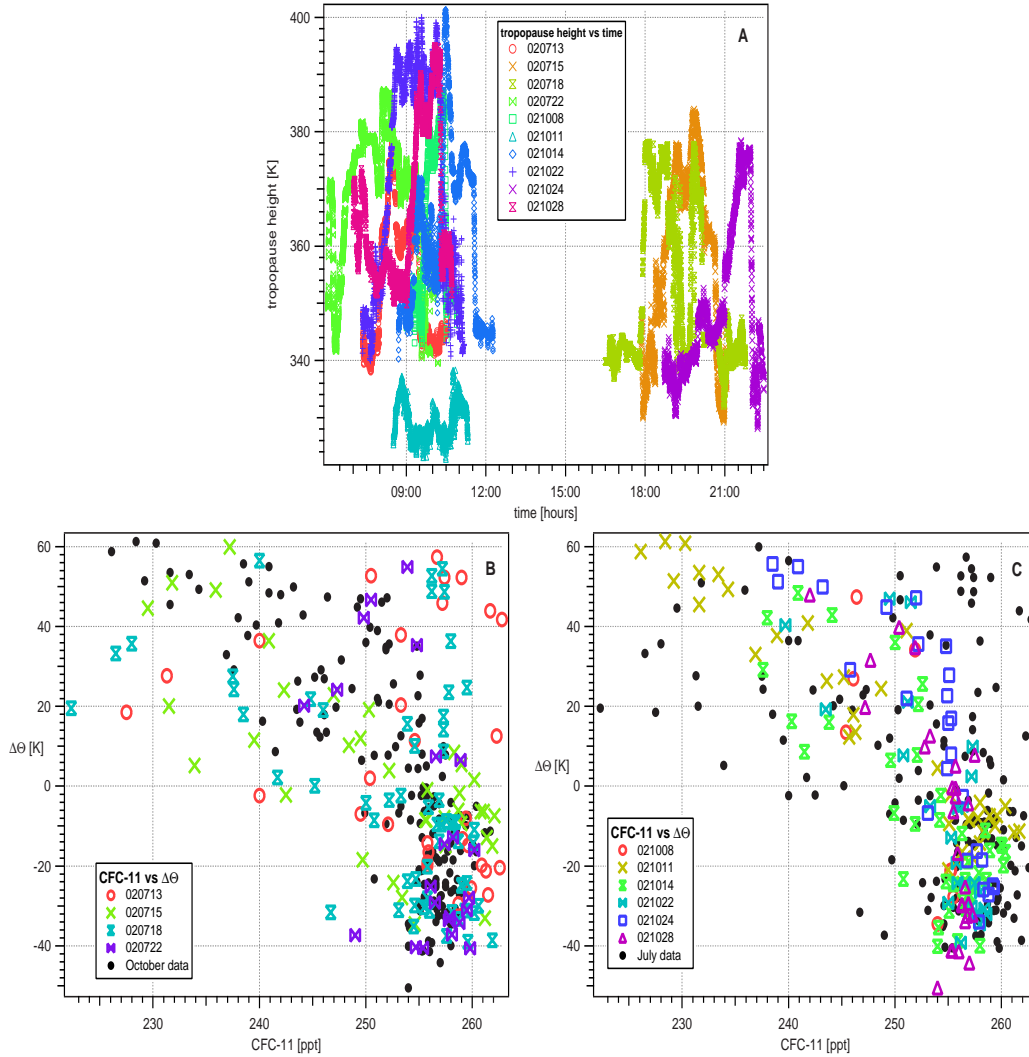 A
400
380
360
340
tropopause height [K]
tropopause height vs time
020713
020715
020718
020722
021008
021011
021014
021022
021024
021028
09:00 12:00 15:00 18:00 21:00
time [hours]
B
60
40
20
0
-20
-40
ΔΘ [K]
CFC-11 vs ΔΘ
020713
020715
020718
020722
October data
230 240 250 260
CFC-11 [ppt]
C
60
40
20
0
-20
-40
ΔΘ [K]
CFC-11 vs ΔΘ
021008
021011
021014
021022
021024
021028
July data
230 240 250 260
CFC-11 [ppt]